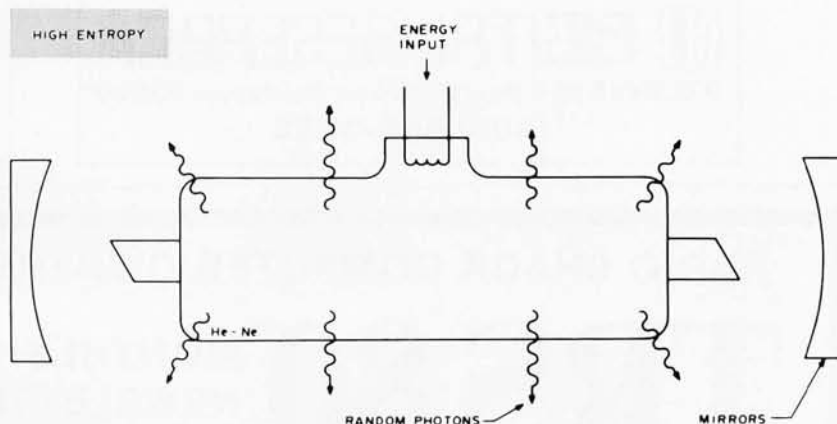 HIGH ENTROPY
ENERGY
INPUT
He-Ne
RANDOM PHOTONS
MIRRORS